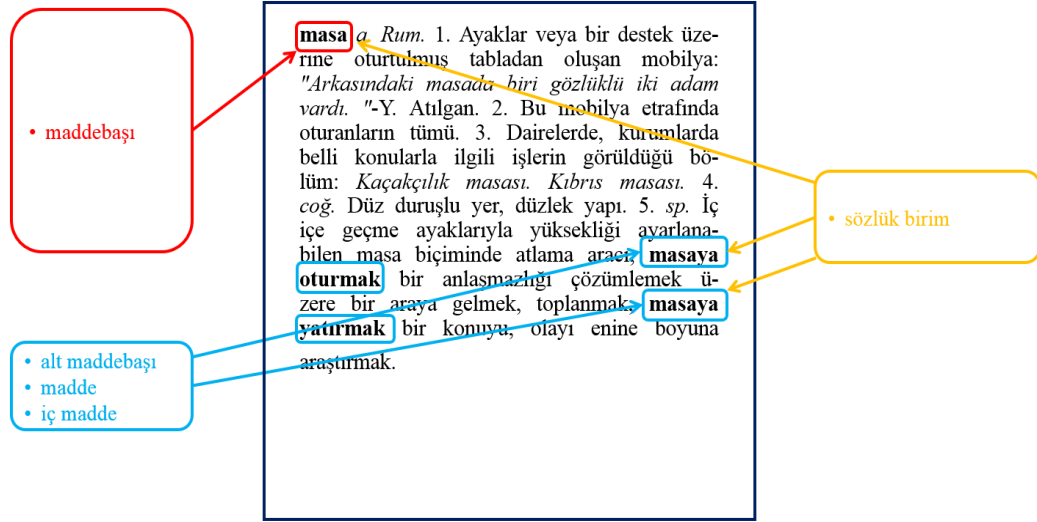 • maddebaşı
masa a. Rum. 1. Ayaklar veya bir destek üze-
rine oturtulmuş tabladan oluşan mobilya:
"Arkasındaki masada biri gözlüklü iki adam
vardı. "-Y. Atılgan. 2. Bu mobilya etrafında
oturanların tümü. 3. Dairelerde, kurumlarda
belli konularla ilgili işlerin görüldüğü bö-
lüm: Kaçakçılık masası. Kıbrıs masası. 4.
coğ. Düz duruşlu yer, düzlek yapı. 5. sp. İç
içe geçme ayaklarıyla yüksekliği ayarlana-
bilen masa biçiminde atlama aracı; masaya
oturmak bir anlaşmazlığı çözümlemek ü-
zere bir araya gelmek, toplanmak; masaya
yatırmak bir konuyu, olayı enine boyuna
araştırmak.
• sözlük birim
• alt maddebaşı
• madde
• iç madde